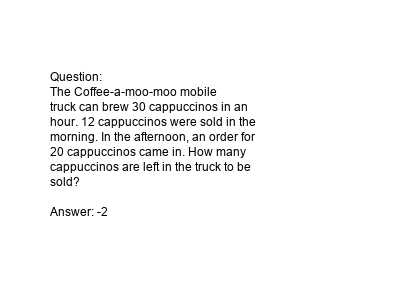 Question:
The Coffee-a-moo-moo mobile
truck can brew 30 cappuccinos in an
hour. 12 cappuccinos were sold in the
morning. In the afternoon, an order for
20 cappuccinos came in. How many
cappuccinos are left in the truck to be
sold?

Answer: -2